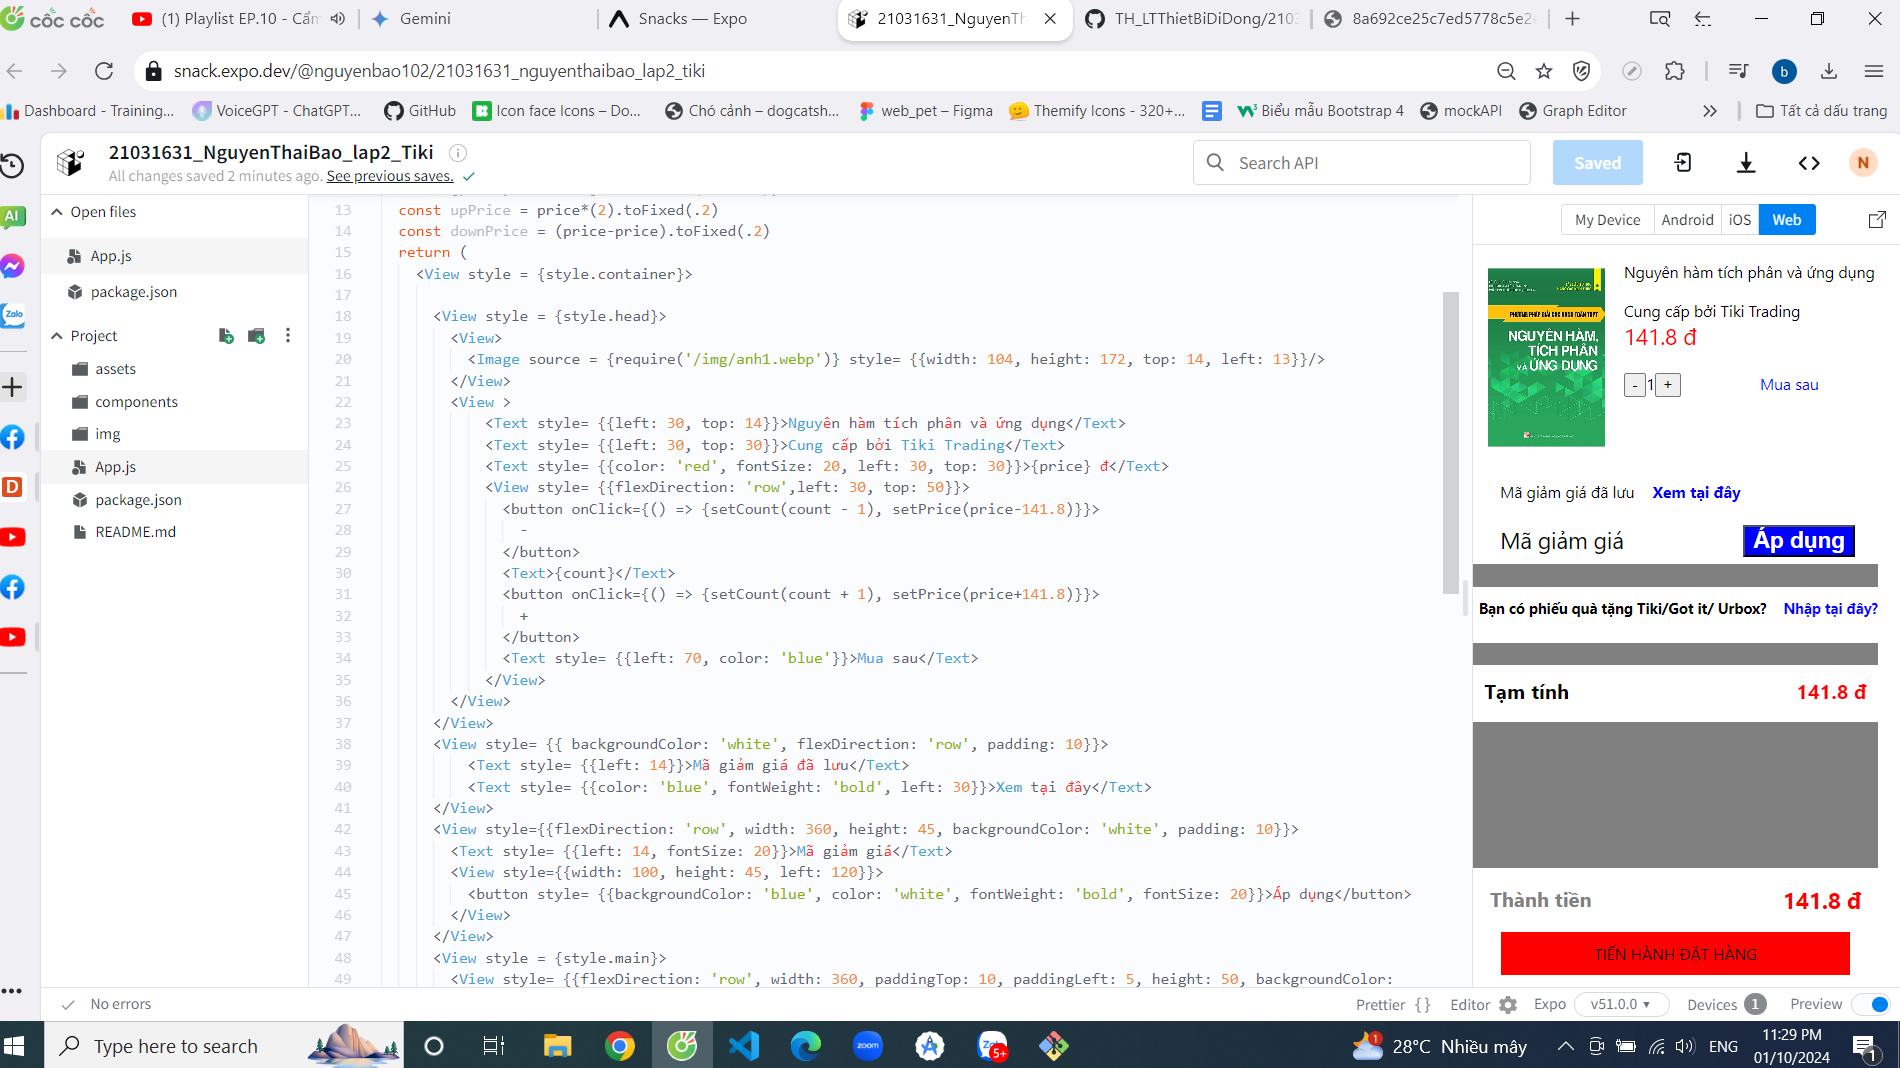 cốc cốc
(1) Playlist EP.10 - Cẩm
Gemini
Snacks — Expo
21031631_NguyenTh
TH_LTThietBiDiDong/2103
8a692ce25c7ed5778c5e2
snack.expo.dev/@nguyenbao102/21031631_nguyenthaibao_lap2_tiki
b
Dashboard - Training...
VoiceGPT - ChatGPT...
GitHub
Icon face Icons – Do...
Chó cảnh – dogcatsh...
web_pet – Figma
Themify Icons - 320+...
Biểu mẫu Bootstrap 4
mockAPI
Graph Editor
Tất cả dấu trang
21031631_NguyenThaiBao_lap2_Tiki
All changes saved 2 minutes ago. See previous saves.
Search API
Saved
N
AI
Zalo
D
Open files
App.js
package.json
Project
assets
components
img
App.js
package.json
README.md
13 const upPrice = price*(2).toFixed(.2)
14 const downPrice = (price-price).toFixed(.2)
15 return (
16 <View style = {style.container}>
17
18 <View style = {style.head}>
19 <View>
20 <Image source = {require('/img/anh1.webp')} style= {{width: 104, height: 172, top: 14, left: 13}}/>
21 </View>
22 <View >
23 <Text style= {{left: 30, top: 14}}>Nguyên hàm tích phân và ứng dụng</Text>
24 <Text style= {{left: 30, top: 30}}>Cung cấp bởi Tiki Trading</Text>
25 <Text style= {{color: 'red', fontSize: 20, left: 30, top: 30}}>{price} đ</Text>
26 <View style= {{flexDirection: 'row',left: 30, top: 50}}>
27 <button onClick={() => {setCount(count - 1), setPrice(price-141.8)}}>
28 -
29 </button>
30 <Text>{count}</Text>
31 <button onClick={() => {setCount(count + 1), setPrice(price+141.8)}}>
32 +
33 </button>
34 <Text style= {{left: 70, color: 'blue'}}>Mua sau</Text>
35 </View>
36 </View>
37 </View>
38 <View style= {{ backgroundColor: 'white', flexDirection: 'row', padding: 10}}>
39 <Text style= {{left: 14}}>Mã giảm giá đã lưu</Text>
40 <Text style= {{color: 'blue', fontWeight: 'bold', left: 30}}>Xem tại đây</Text>
41 </View>
42 <View style={{flexDirection: 'row', width: 360, height: 45, backgroundColor: 'white', padding: 10}}>
43 <Text style= {{left: 14, fontSize: 20}}>Mã giảm giá</Text>
44 <View style={{width: 100, height: 45, left: 120}}>
45 <button style= {{backgroundColor: 'blue', color: 'white', fontWeight: 'bold', fontSize: 20}}>Áp dụng</button>
46 </View>
47 </View>
48 <View style = {style.main}>
49 <View style= {{flexDirection: 'row', width: 360, paddingTop: 10, paddingLeft: 5, height: 50, backgroundColor:
My Device
Android
iOS
Web
PHƯƠNG PHÁP GIẢI CÁC
NGUYÊN HÀM,
TÍCH PHÂN
VÀ ỨNG DỤNG
Nguyên hàm tích phân và ứng dụng
Cung cấp bởi Tiki Trading
141.8 đ
- 1 +
Mua sau
Mã giảm giá đã lưu Xem tại đây
Mã giảm giá Áp dụng
Bạn có phiếu quà tặng Tiki/Got it/ Urbox? Nhập tại đây?
Tạm tính 141.8 đ
Thành tiền 141.8 đ
TIẾN HÀNH ĐẶT HÀNG
No errors
Prettier {}
Editor
Expo
v51.0.0
Devices 1
Preview
Type here to search
zoom
Zalo
5+
1
28°C Nhiều mây
ENG
11:29 PM
01/10/2024
1